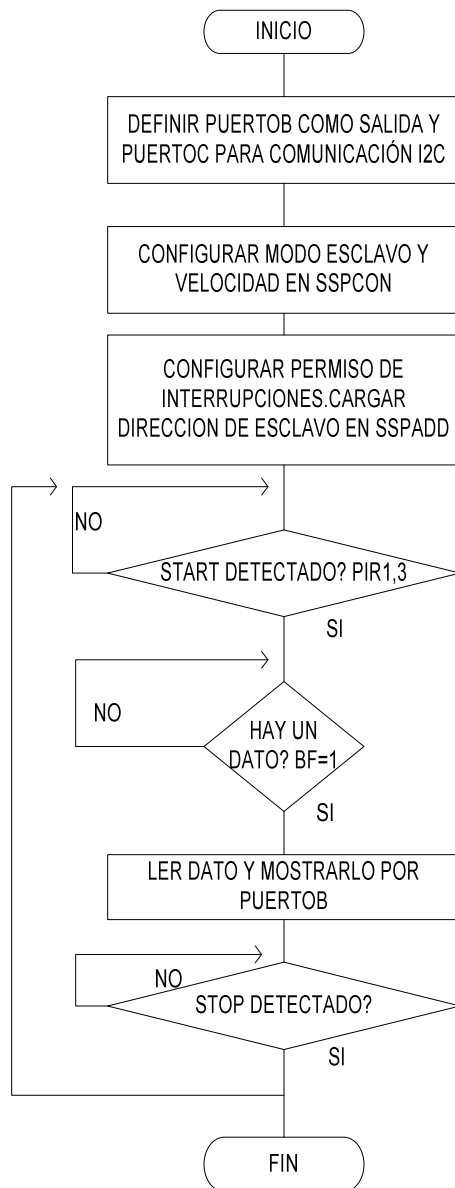 INICIO
DEFINIR PUERTOB COMO SALIDA Y
PUERTOC PARA COMUNICACIÓN I2C
CONFIGURAR MODO ESCLAVO Y
VELOCIDAD EN SSPCON
CONFIGURAR PERMISO DE
INTERRUPCIONES.CARGAR
DIRECCION DE ESCLAVO EN SSPADD
NO
START DETECTADO? PIR1,3
SI
NO
HAY UN
DATO? BF=1
SI
LER DATO Y MOSTRARLO POR
PUERTOB
NO
STOP DETECTADO?
SI
FIN